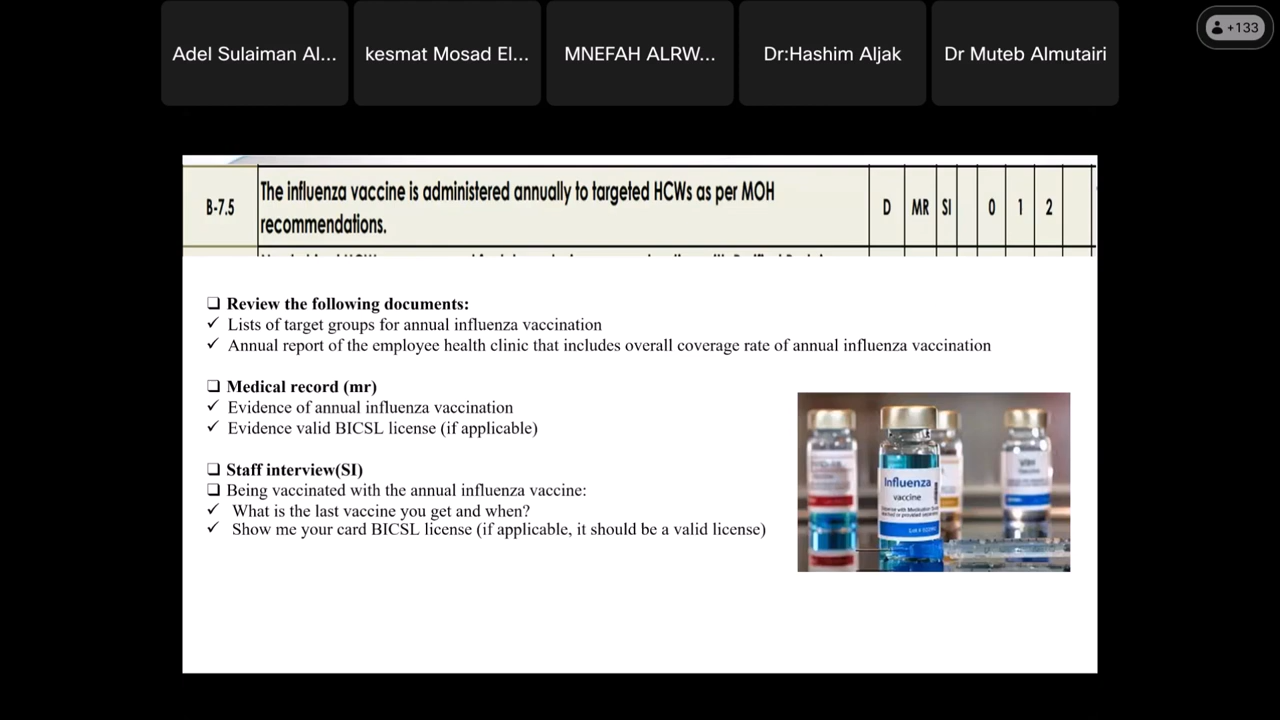 Adel Sulaiman Al...
kesmat Mosad El...
MNEFAH ALRW...
Dr:Hashim Aljak
Dr Muteb Almutairi
+133
B-7.5
The influenza vaccine is administered annually to targeted HCWs as per MOH
recommendations.
D MR SI 0 1 2
❑ Review the following documents:
✓ Lists of target groups for annual influenza vaccination
✓ Annual report of the employee health clinic that includes overall coverage rate of annual influenza vaccination
❑ Medical record (mr)
✓ Evidence of annual influenza vaccination
✓ Evidence valid BICSL license (if applicable)
❑ Staff interview(SI)
❑ Being vaccinated with the annual influenza vaccine:
✓ What is the last vaccine you get and when?
✓ Show me your card BICSL license (if applicable, it should be a valid license)
Influenza
vaccine